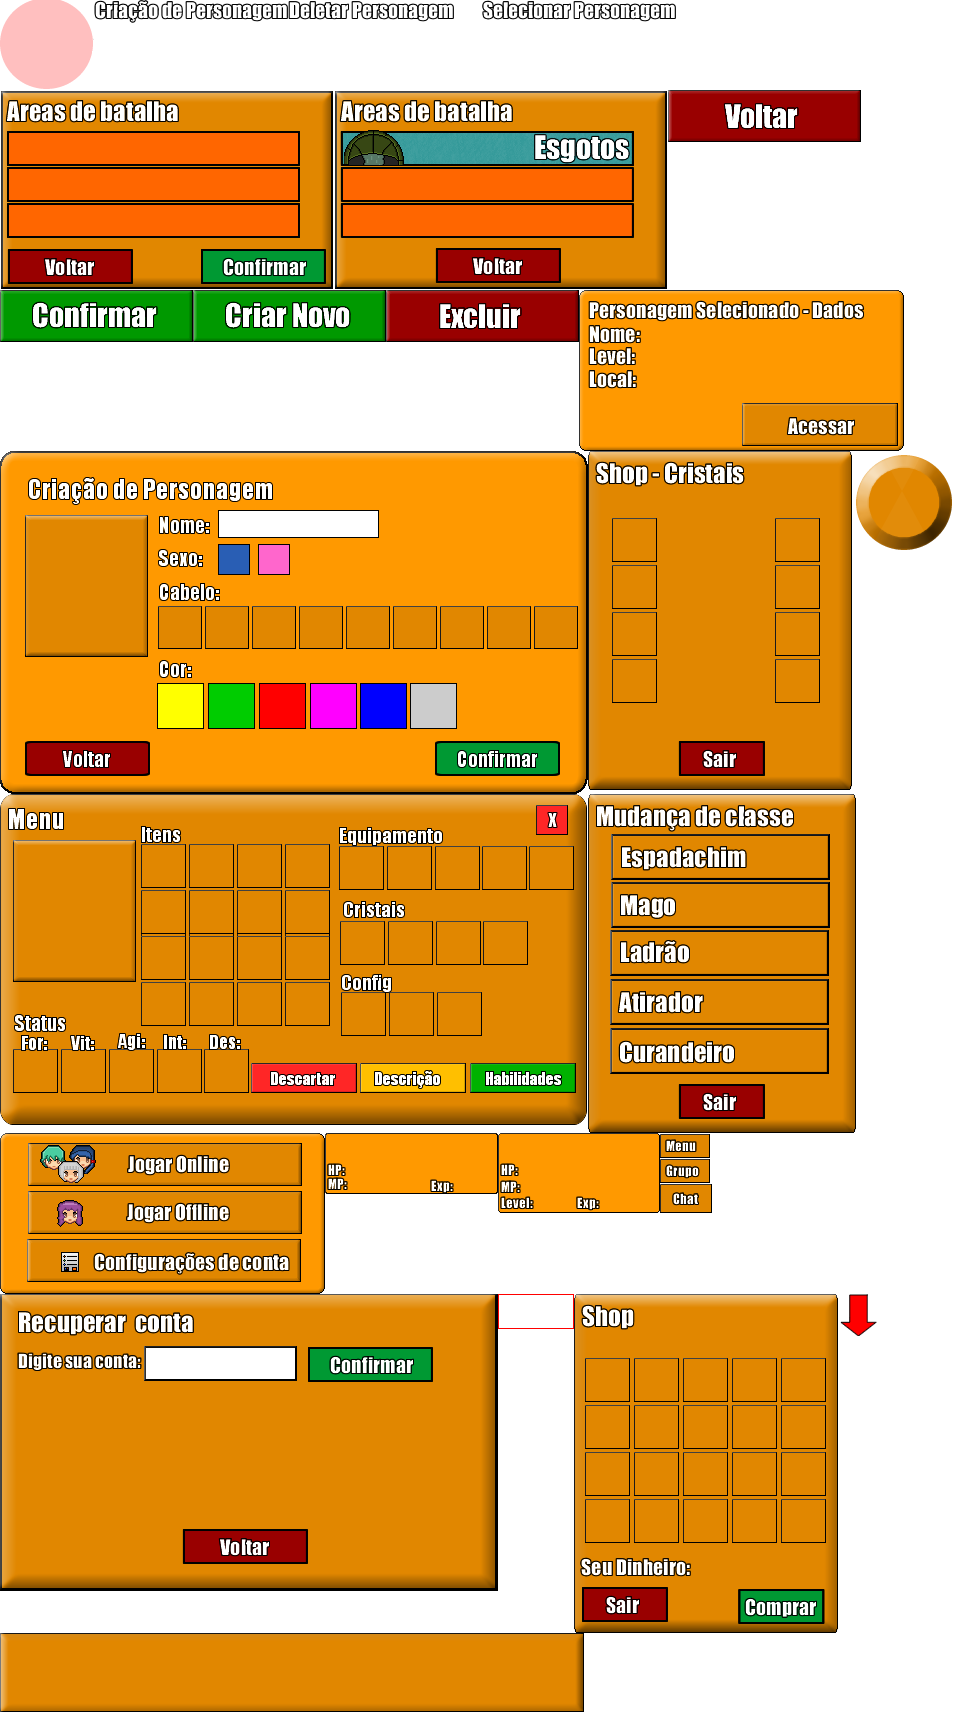 Criação de Personagem Deletar Personagem Selecionar Personagem
Areas de batalha
Voltar
Confirmar
Areas de batalha
Esgotos
Voltar
Voltar
Confirmar
Criar Novo
Excluir
Personagem Selecionado - Dados
Nome:
Level:
Local:
Acessar
Criação de Personagem
Nome:
Sexo:
Cabelo:
Cor:
Voltar
Confirmar
Shop - Cristais
Sair
Menu
X
Itens
Equipamento
Cristais
Config
Status
For: Vit: Agi: Int: Des:
Descartar
Descrição
Habilidades
Mudança de classe
Espadachim
Mago
Ladrão
Atirador
Curandeiro
Sair
Jogar Online
Jogar Offline
Configurações de conta
HP:
MP:
Exp:
HP:
MP:
Level: Exp:
Menu
Grupo
Chat
Recuperar conta
Digite sua conta:
Confirmar
Voltar
Shop
Seu Dinheiro:
Sair
Comprar